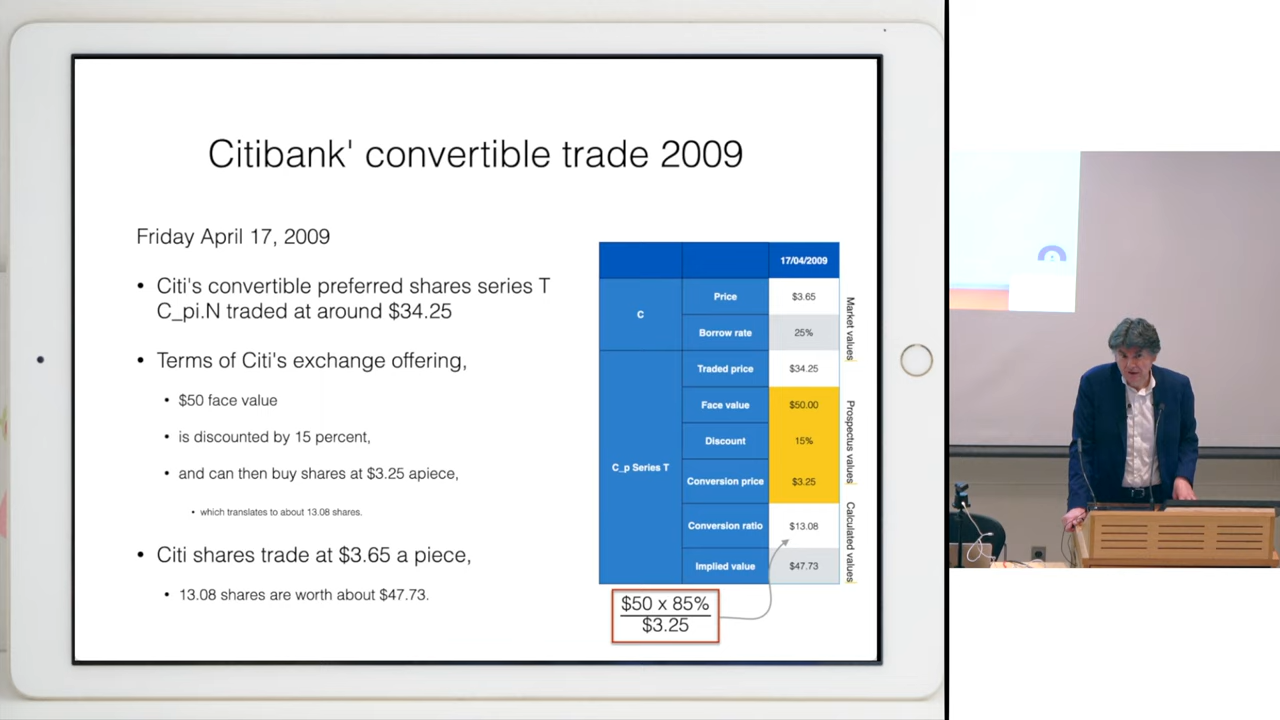 Citibank' convertible trade 2009
Friday April 17, 2009
• Citi's convertible preferred shares series T
C_pi.N traded at around $34.25
• Terms of Citi's exchange offering,
• $50 face value
• is discounted by 15 percent,
• and can then buy shares at $3.25 apiece,
• which translates to about 13.08 shares.
• Citi shares trade at $3.65 a piece,
• 13.08 shares are worth about $47.73.
17/04/2009
C
Price $3.65
Borrow rate 25%
Market values
C_p Series T
Traded price $34.25
Face value $50.00
Discount 15%
Conversion price $3.25
Prospectus values
Conversion ratio $13.08
Implied value $47.73
Calculated values
$50 x 85%
$3.25